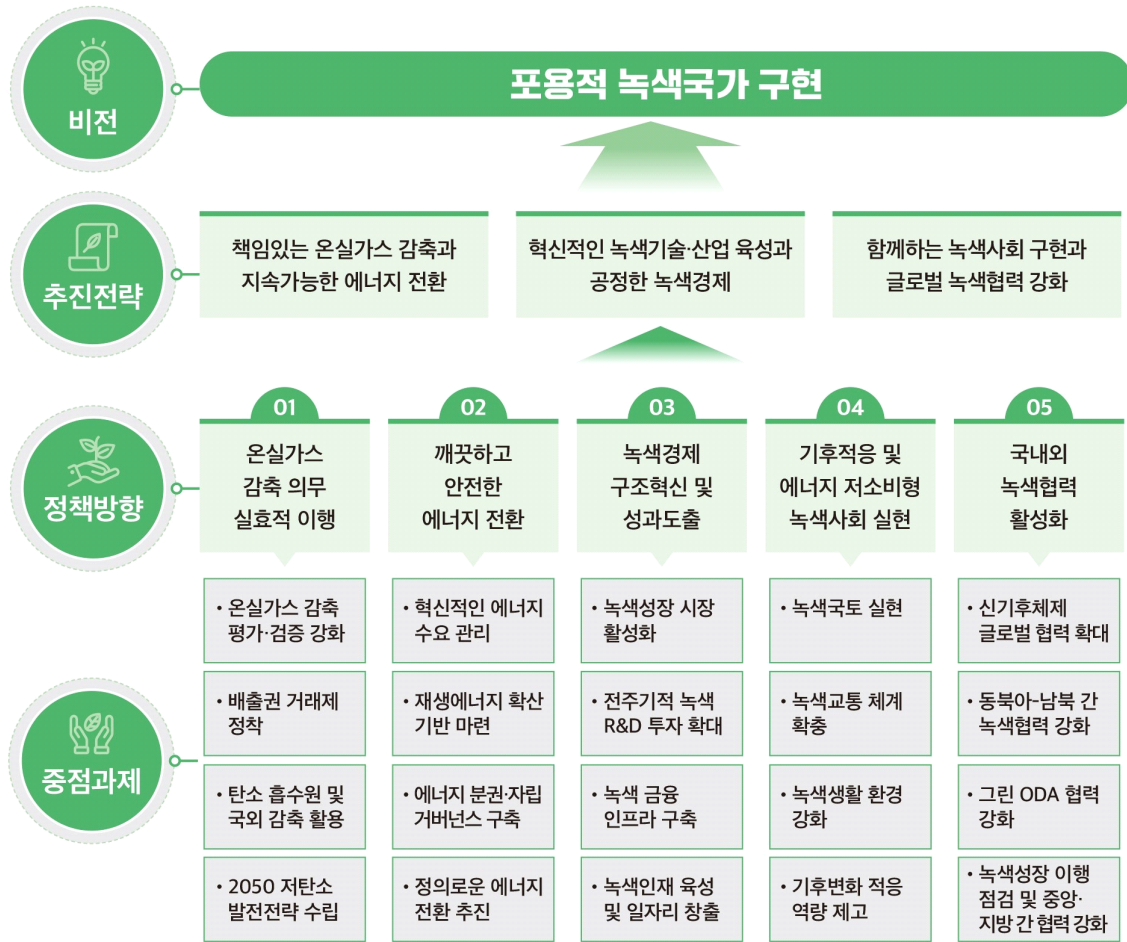 비전
포용적 녹색국가 구현
추진전략
책임있는 온실가스 감축과
지속가능한 에너지 전환
혁신적인 녹색기술·산업 육성과
공정한 녹색경제
함께하는 녹색사회 구현과
글로벌 녹색협력 강화
정책방향
01
온실가스
감축 의무
실효적 이행
02
깨끗하고
안전한
에너지 전환
03
녹색경제
구조혁신 및
성과도출
04
기후적응 및
에너지 저소비형
녹색사회 실현
05
국내외
녹색협력
활성화
중점과제
• 온실가스 감축
평가·검증 강화
• 배출권 거래제
정착
• 탄소 흡수원 및
국외 감축 활용
• 2050 저탄소
발전전략 수립
• 혁신적인 에너지
수요 관리
• 재생에너지 확산
기반 마련
• 에너지 분권·자립
거버넌스 구축
• 정의로운 에너지
전환 추진
• 녹색성장 시장
활성화
• 전주기적 녹색
R&D 투자 확대
• 녹색 금융
인프라 구축
• 녹색인재 육성
및 일자리 창출
• 녹색국토 실현
• 녹색교통 체계
확충
• 녹색생활 환경
강화
• 기후변화 적응
역량 제고
• 신기후체제
글로벌 협력 확대
• 동북아-남북 간
녹색협력 강화
• 그린 ODA 협력
강화
• 녹색성장 이행
점검 및 중앙·
지방 간 협력 강화